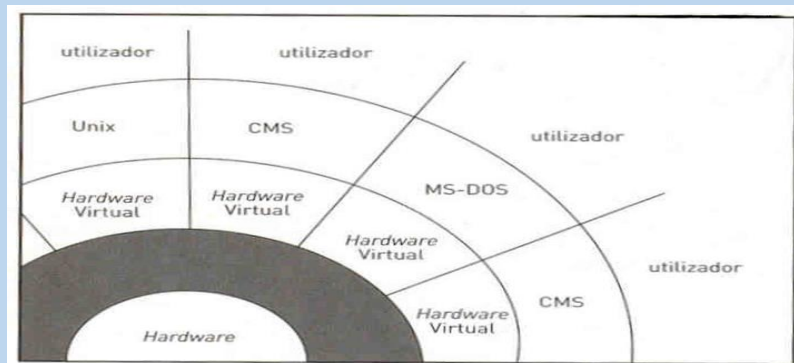 utilizador
utilizador
Unix
CMS
utilizador
MS-DOS
Hardware
Virtual
Hardware
Virtual
Hardware
Virtual
utilizador
Hardware
Virtual
CMS
Hardware